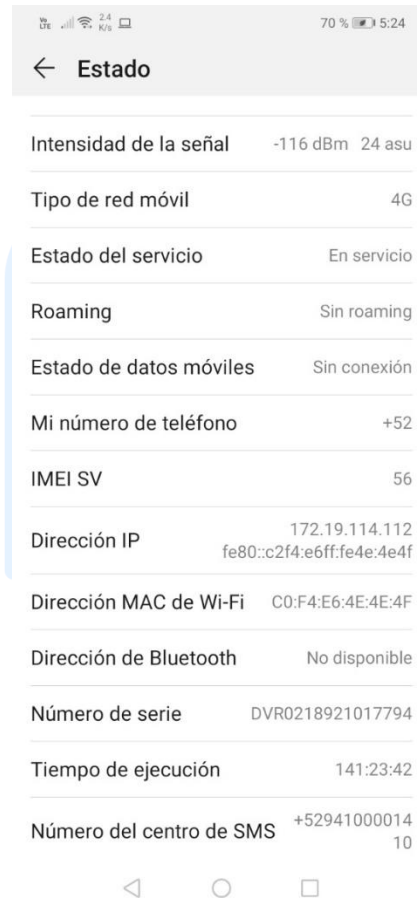 Vo LTE 2.4 K/s 70 % 5:24
Estado
Intensidad de la señal -116 dBm 24 asu
Tipo de red móvil 4G
Estado del servicio En servicio
Roaming Sin roaming
Estado de datos móviles Sin conexión
Mi número de teléfono +52
IMEI SV 56
Dirección IP 172.19.114.112
fe80::c2f4:e6ff:fe4e:4e4f
Dirección MAC de Wi-Fi C0:F4:E6:4E:4E:4F
Dirección de Bluetooth No disponible
Número de serie DVR0218921017794
Tiempo de ejecución 141:23:42
Número del centro de SMS +52941000014
10